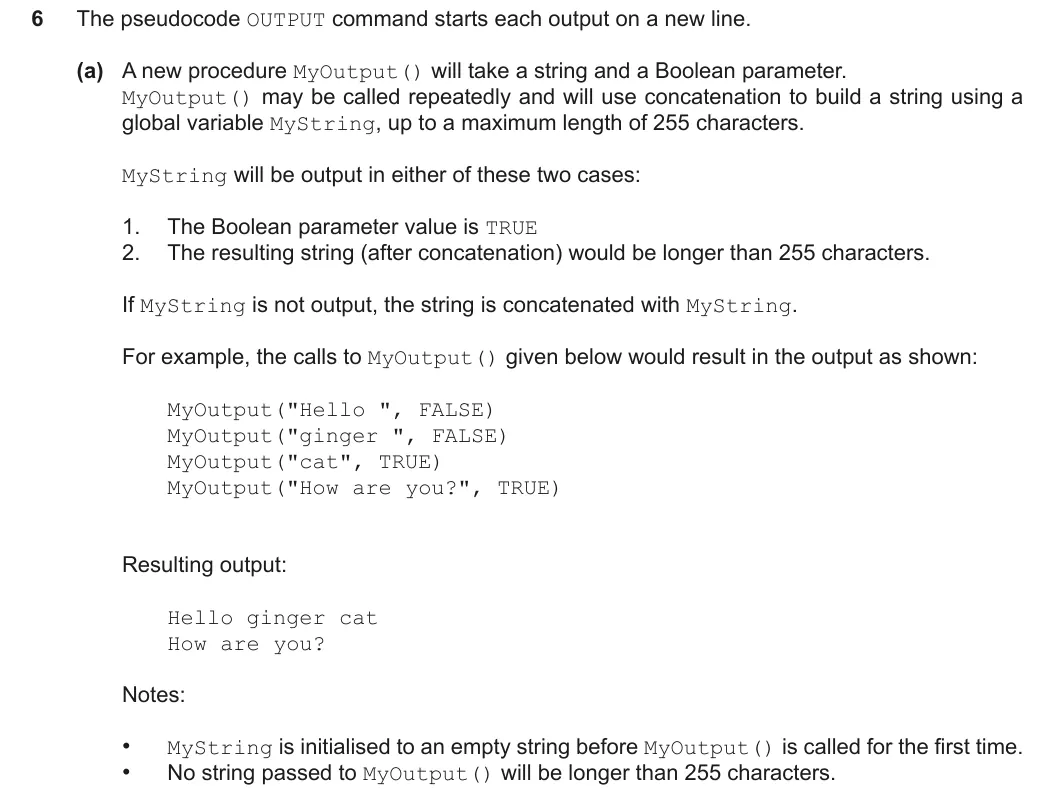 6 The pseudocode OUTPUT command starts each output on a new line.
(a) A new procedure MyOutput() will take a string and a Boolean parameter.
MyOutput() may be called repeatedly and will use concatenation to build a string using a
global variable MyString, up to a maximum length of 255 characters.
MyString will be output in either of these two cases:
1. The Boolean parameter value is TRUE
2. The resulting string (after concatenation) would be longer than 255 characters.
If MyString is not output, the string is concatenated with MyString.
For example, the calls to MyOutput() given below would result in the output as shown:
MyOutput("Hello ", FALSE)
MyOutput("ginger ", FALSE)
MyOutput("cat", TRUE)
MyOutput("How are you?", TRUE)
Resulting output:
Hello ginger cat
How are you?
Notes:
• MyString is initialised to an empty string before MyOutput() is called for the first time.
• No string passed to MyOutput() will be longer than 255 characters.